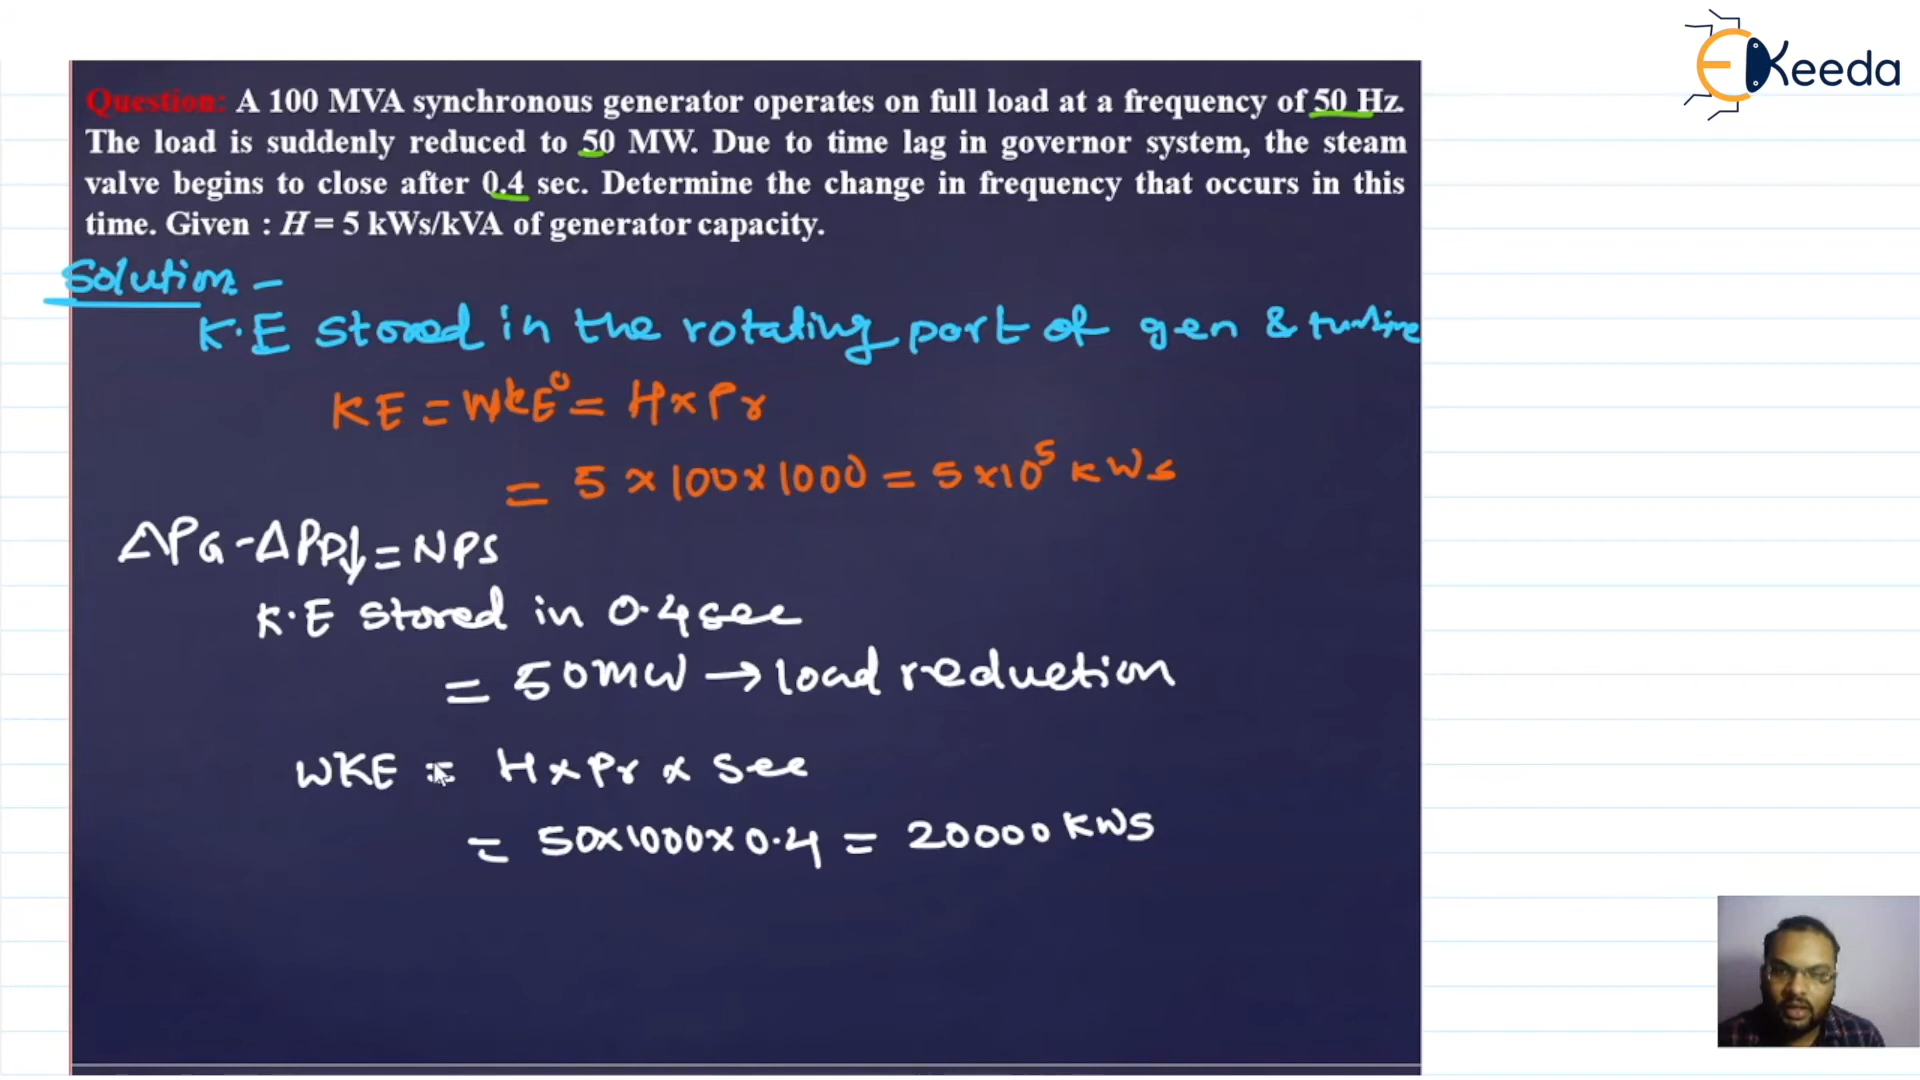 EKeeda
Question: A 100 MVA synchronous generator operates on full load at a frequency of 50 Hz.
The load is suddenly reduced to 50 MW. Due to time lag in governor system, the steam
valve begins to close after 0.4 sec. Determine the change in frequency that occurs in this
time. Given : H = 5 kWs/kVA of generator capacity.
Solution -
K.E stored in the rotating part of gen & turbine
KE = WKE⁰ = H×Pr
= 5 × 100 × 1000 = 5 × 10⁵ KWs
ΔPG - ΔPD↓ = NPS
K.E stored in 0.4 sec
= 50 MW → load reduction
WKE = H × Pr × Sec
= 50×1000×0.4 = 20000 KWS